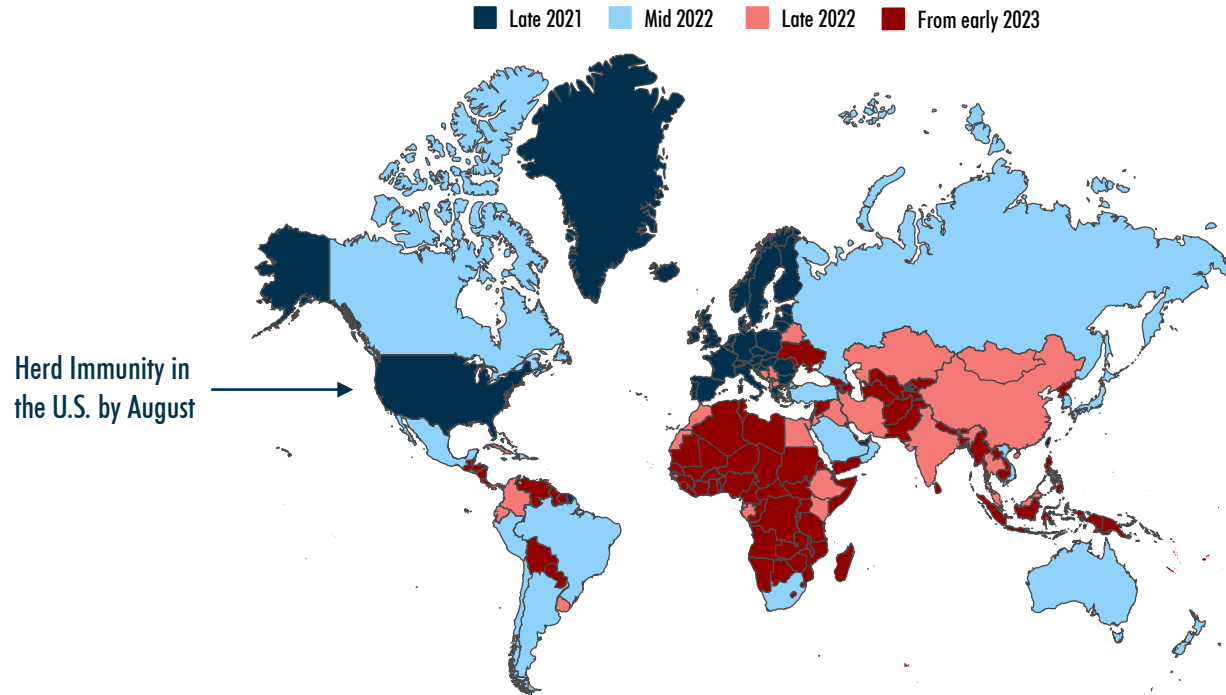 Late 2021 Mid 2022 Late 2022 From early 2023
Herd Immunity in
the U.S. by August